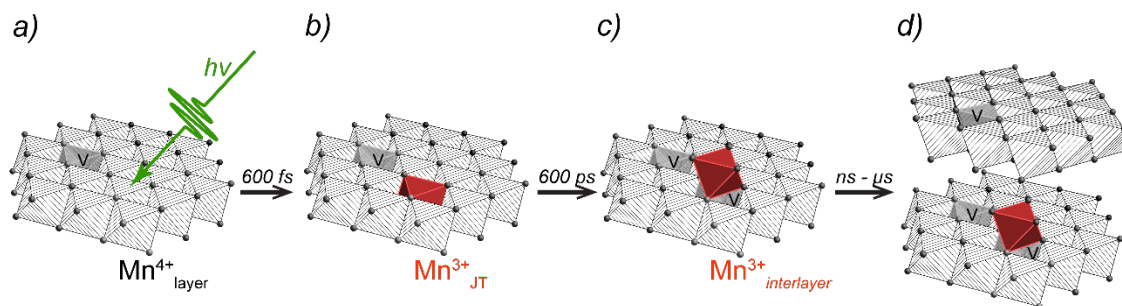 a)
b)
c)
d)
hν
V
V
V
V
V
V
V
600 fs
600 ps
ns - μs
Mn⁴⁺layer
Mn³⁺JT
Mn³⁺interlayer